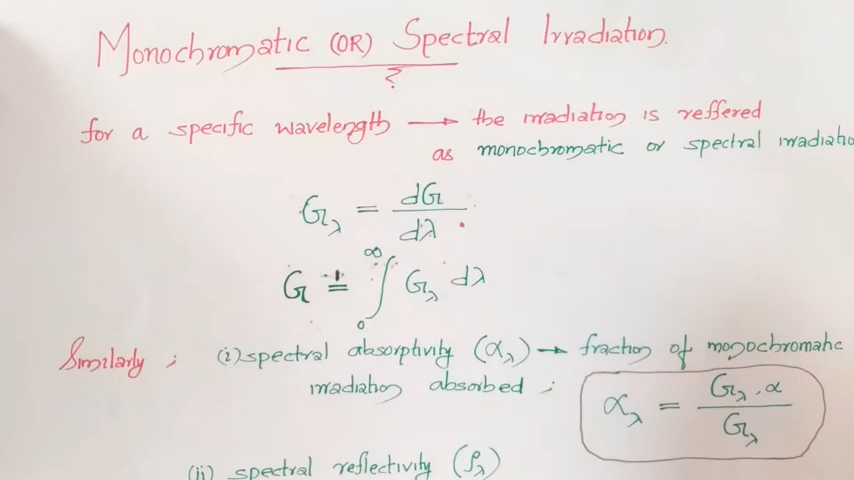 Monochromatic (OR) Spectral Irradiation.
?
for a specific wavelength → the irradiation is reffered
as monochromatic or spectral irradiatio
Gλ = dG/dλ
G = ∫₀^∞ Gλ dλ
Similarly ; (i) spectral absorptivity (αλ) → fraction of monochromatic
irradiation absorbed ;
αλ = Gλ.α/Gλ
(ii) spectral reflectivity (ρλ)